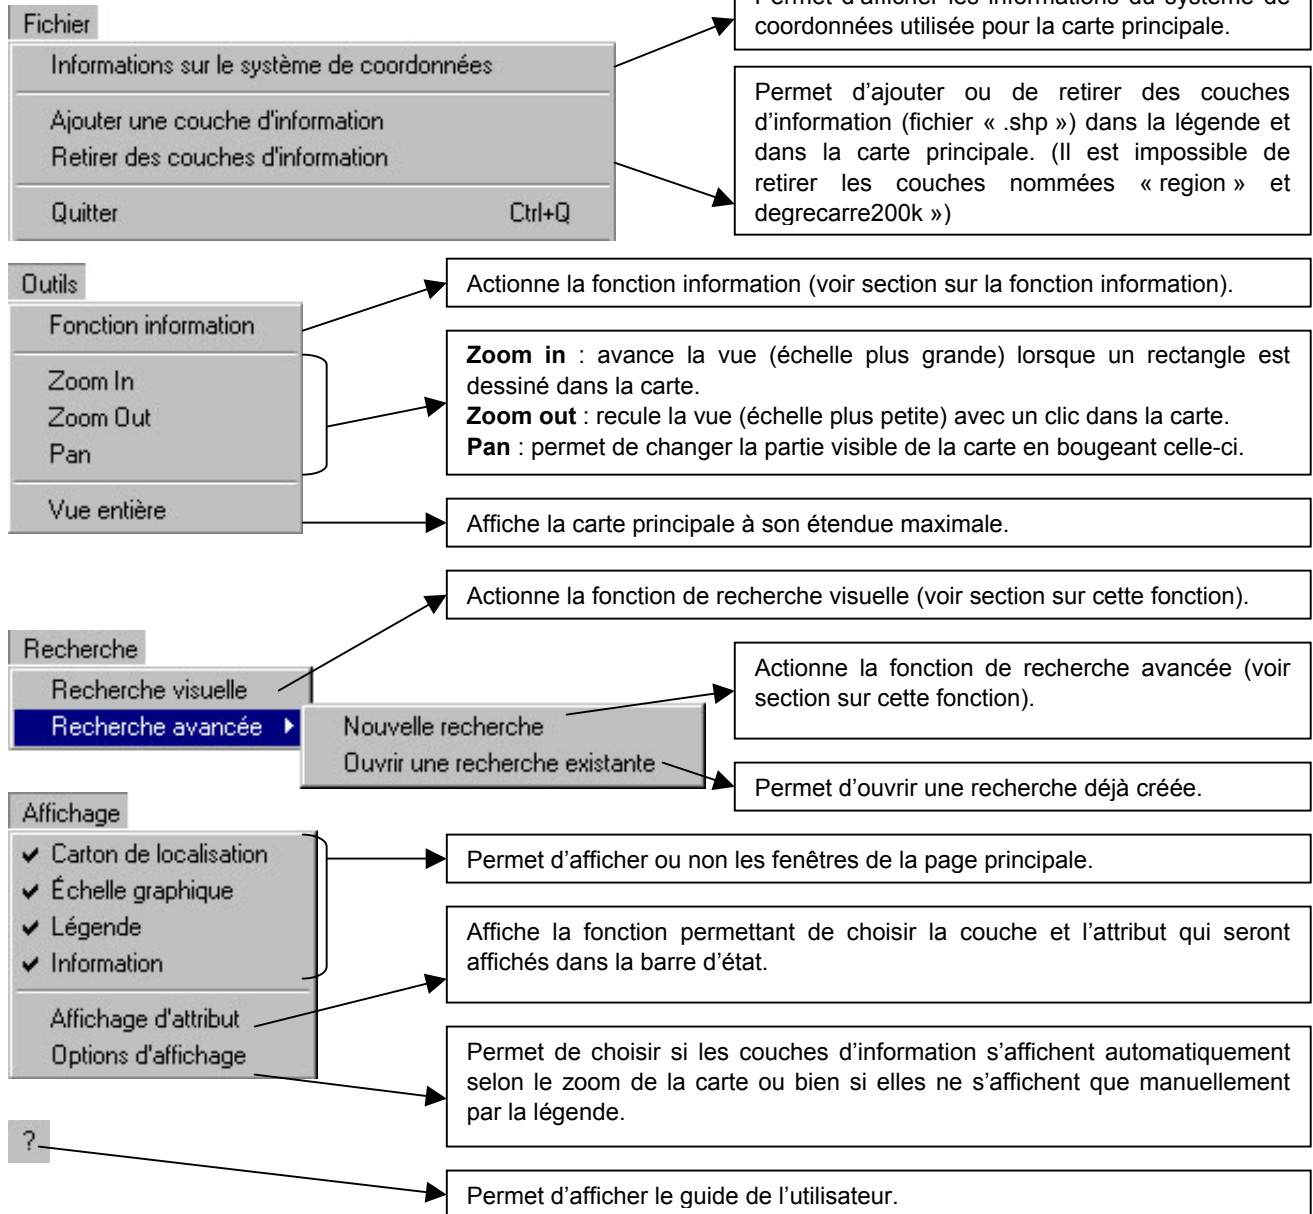 Fichier
Permet d'afficher les informations du système de
coordonnées utilisée pour la carte principale.
Informations sur le système de coordonnées
Ajouter une couche d'information
Retirer des couches d'information
Quitter Ctrl+Q
Permet d'ajouter ou de retirer des couches
d'information (fichier « .shp ») dans la légende et
dans la carte principale. (Il est impossible de
retirer les couches nommées « region » et
degrecarre200k »)
Outils
Fonction information
Zoom In
Zoom Out
Pan
Vue entière
Actionne la fonction information (voir section sur la fonction information).
Zoom in : avance la vue (échelle plus grande) lorsque un rectangle est
dessiné dans la carte.
Zoom out : recule la vue (échelle plus petite) avec un clic dans la carte.
Pan : permet de changer la partie visible de la carte en bougeant celle-ci.
Affiche la carte principale à son étendue maximale.
Actionne la fonction de recherche visuelle (voir section sur cette fonction).
Recherche
Recherche visuelle
Recherche avancée
Nouvelle recherche
Ouvrir une recherche existante
Actionne la fonction de recherche avancée (voir
section sur cette fonction).
Permet d'ouvrir une recherche déjà créée.
Affichage
Carton de localisation
Échelle graphique
Légende
Information
Affichage d'attribut
Options d'affichage
Permet d'afficher ou non les fenêtres de la page principale.
Affiche la fonction permettant de choisir la couche et l'attribut qui seront
affichés dans la barre d'état.
Permet de choisir si les couches d'information s'affichent automatiquement
selon le zoom de la carte ou bien si elles ne s'affichent que manuellement
par la légende.
?
Permet d'afficher le guide de l'utilisateur.